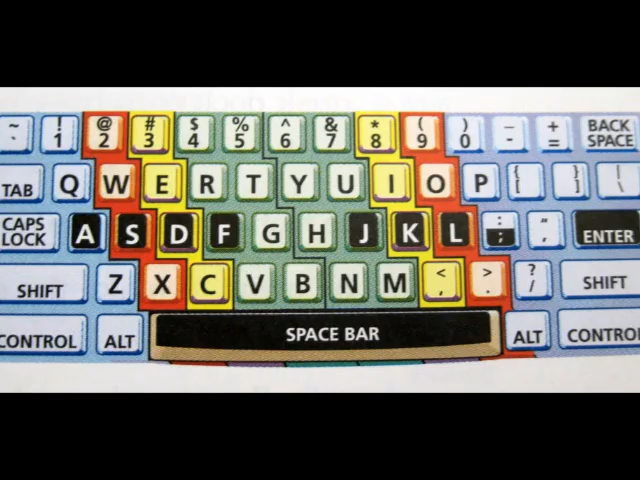 ~ ! @ # $ % ^ & * ( ) _ + BACK
` 1 2 3 4 5 6 7 8 9 0 - = SPACE
TAB Q W E R T Y U I O P { [ } ] | \
CAPS LOCK A S D F G H J K L : ; " , ENTER
SHIFT Z X C V B N M < , > . ? / SHIFT
CONTROL ALT SPACE BAR ALT CONTRO